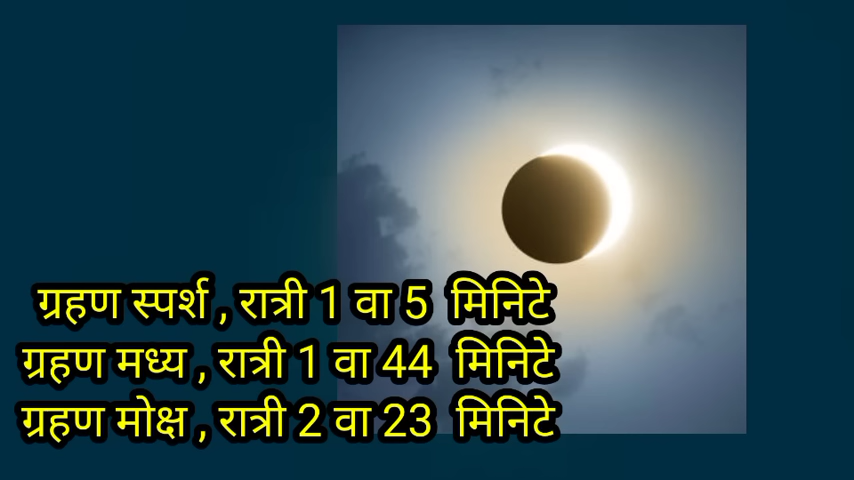 ग्रहण स्पर्श , रात्री 1 वा 5 मिनिटे
ग्रहण मध्य , रात्री 1 वा 44 मिनिटे
ग्रहण मोक्ष , रात्री 2 वा 23 मिनिटे